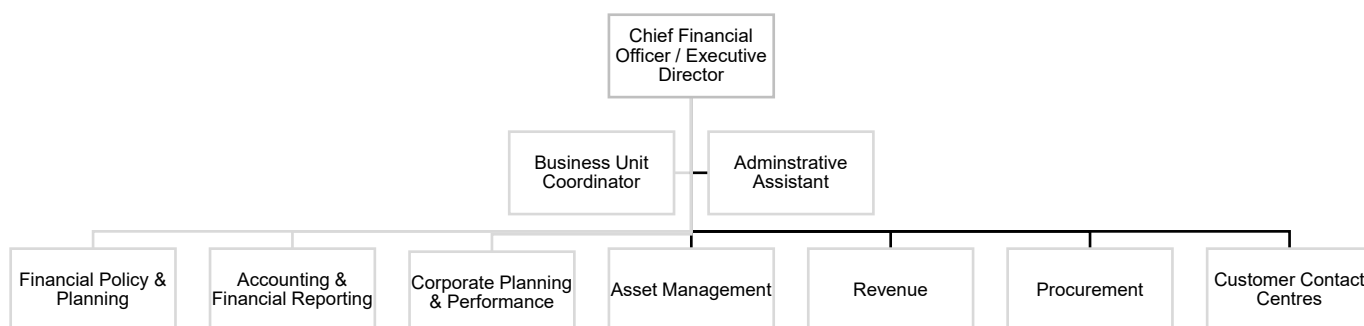 Chief Financial
Officer / Executive
Director
Business Unit
Coordinator
Adminstrative
Assistant
Financial Policy &
Planning
Accounting &
Financial Reporting
Corporate Planning
& Performance
Asset Management
Revenue
Procurement
Customer Contact
Centres